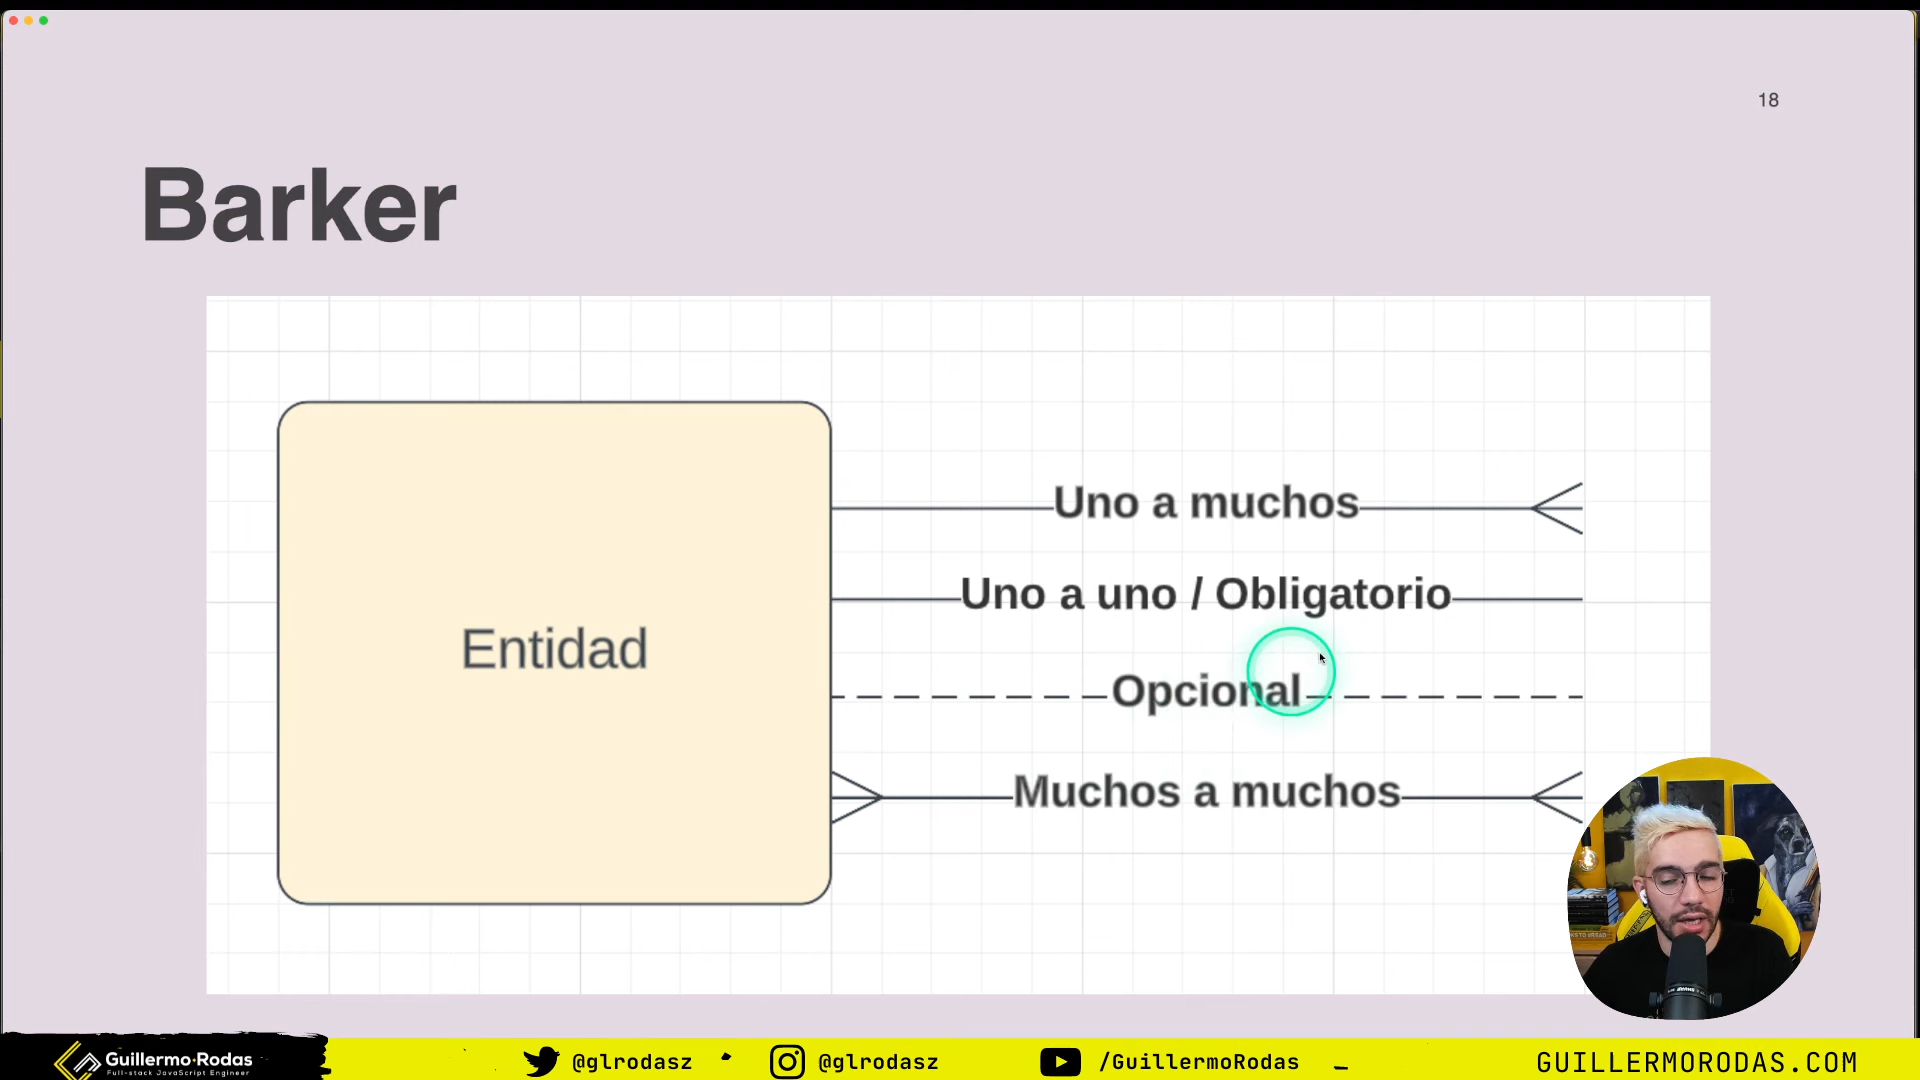 18
Barker
Entidad
Uno a muchos
Uno a uno / Obligatorio
Opcional
Muchos a muchos
Guillermo Rodas
Full-stack JavaScript Engineer
@glrodasz
@glrodasz
/GuillermoRodas
GUILLERMORODAS.COM